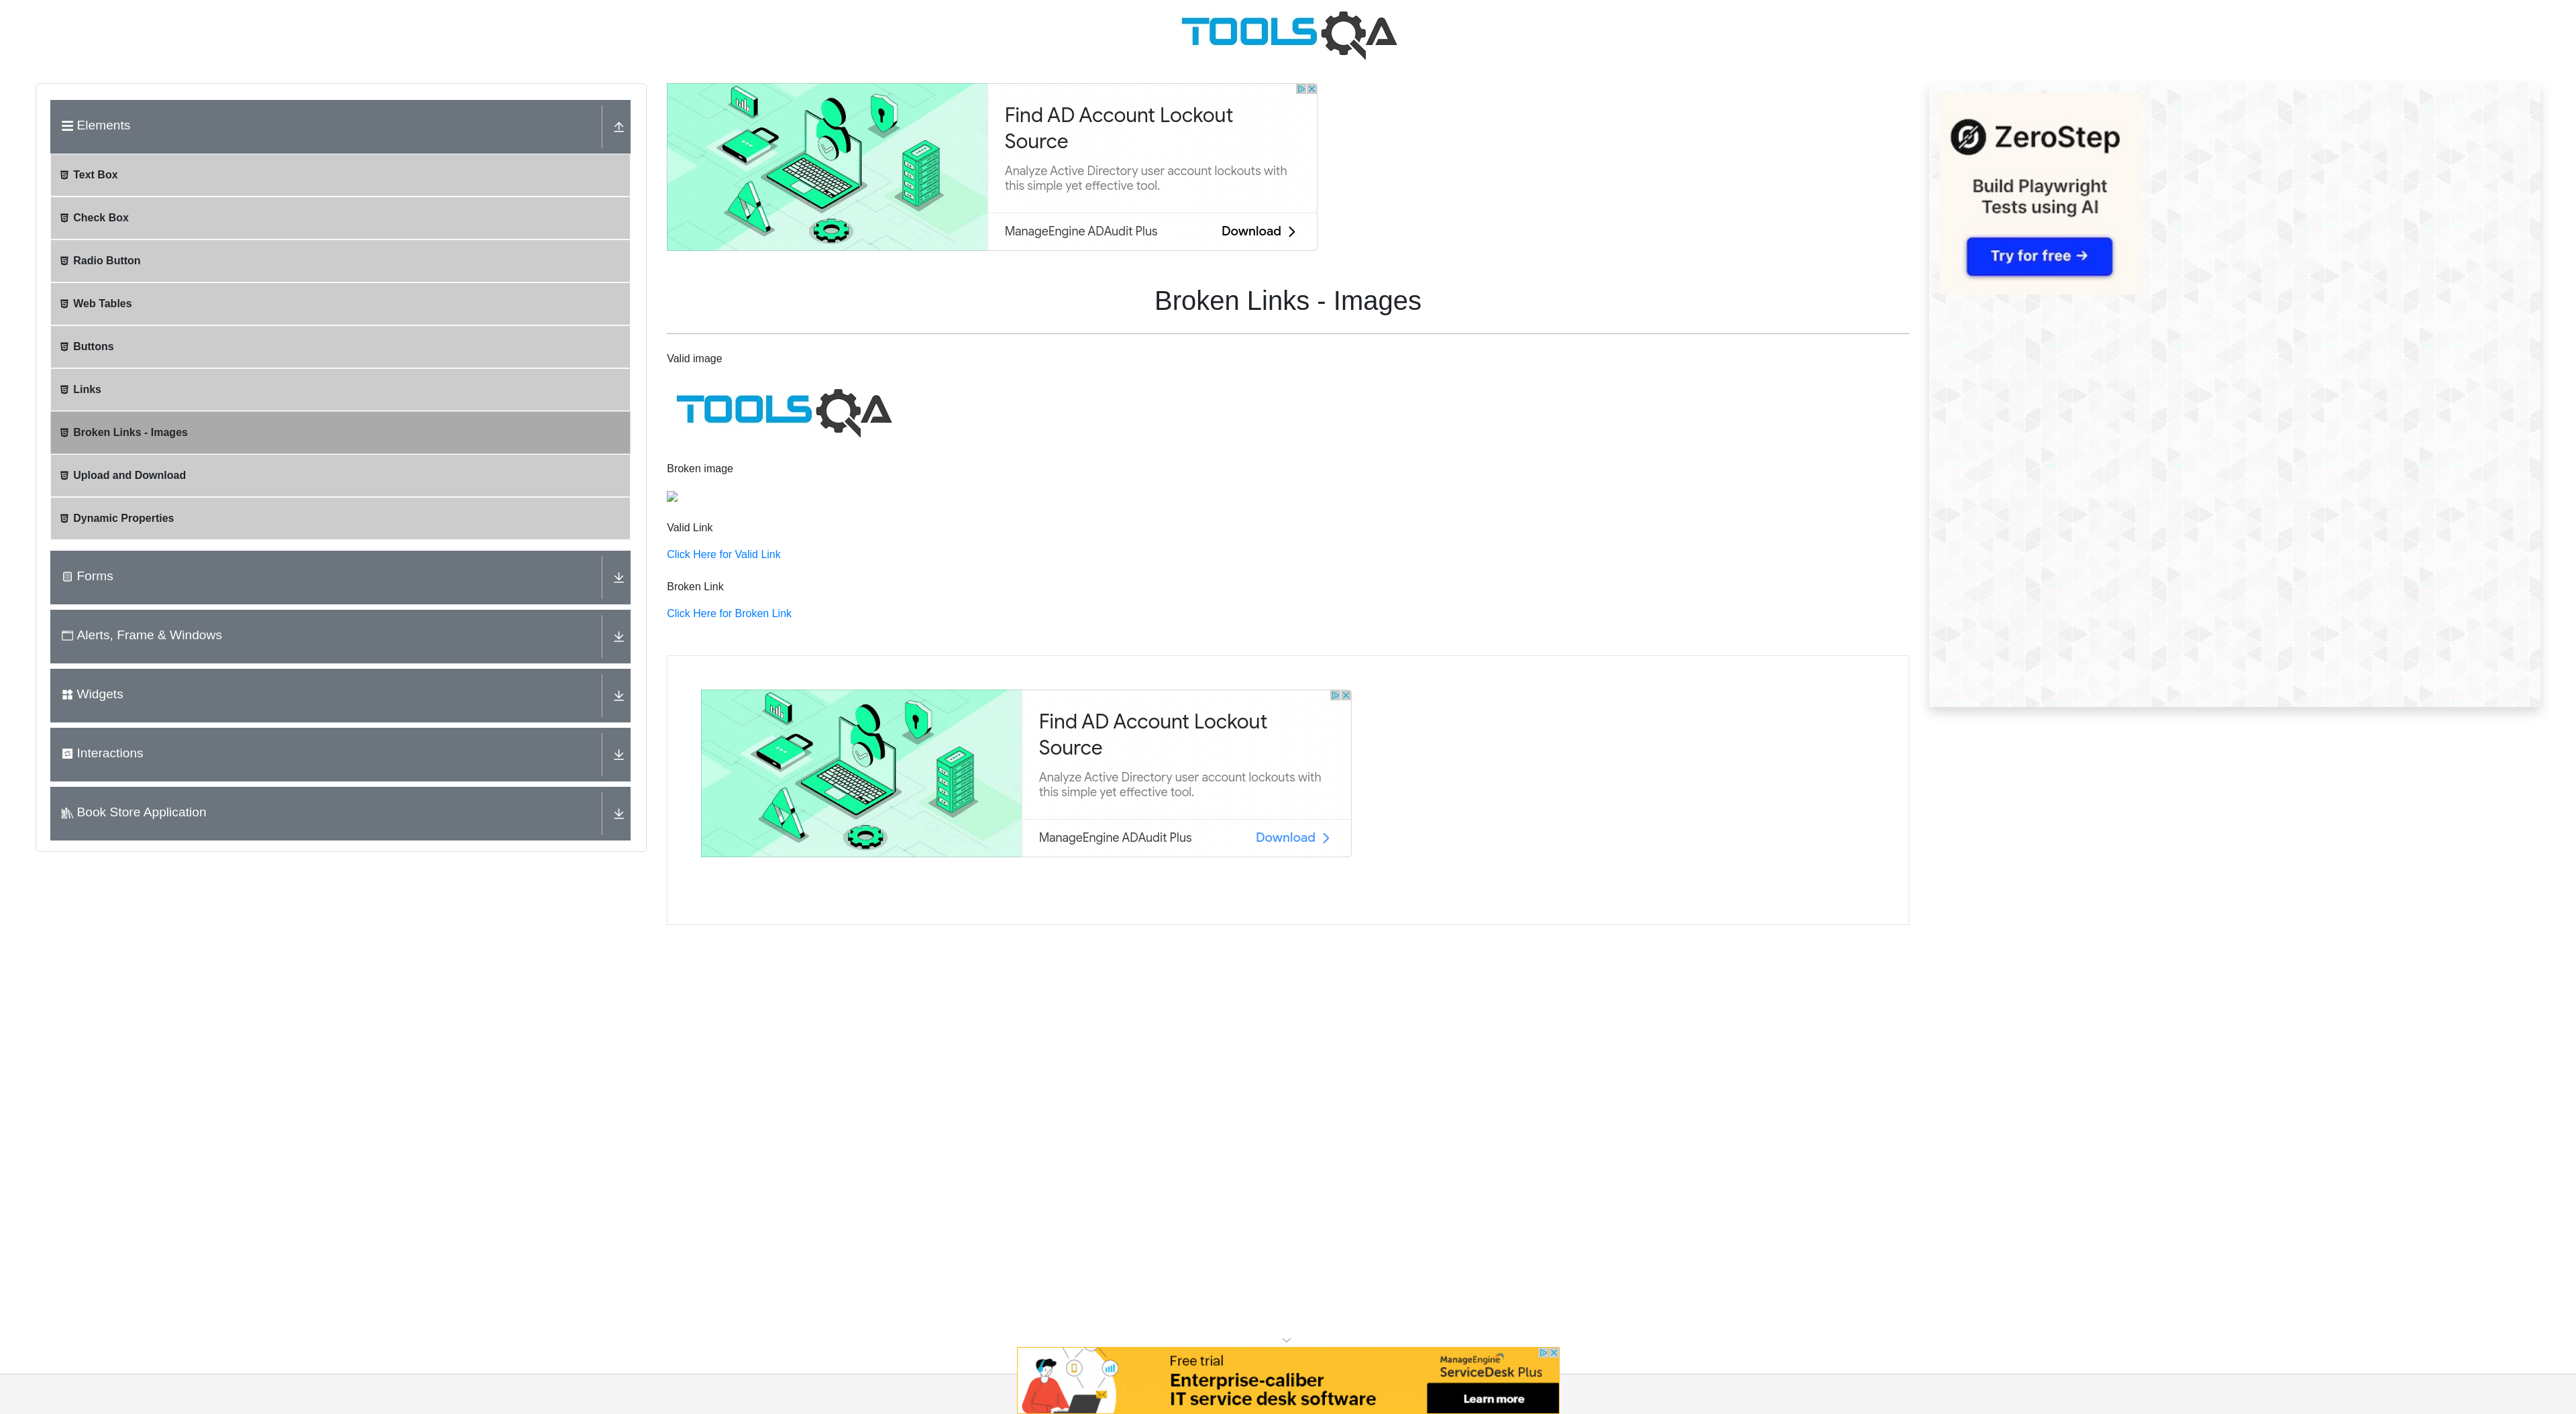 TOOLSQA
Elements
Text Box
Check Box
Radio Button
Web Tables
Buttons
Links
Broken Links - Images
Upload and Download
Dynamic Properties
Forms
Alerts, Frame & Windows
Widgets
Interactions
Book Store Application
Find AD Account Lockout
Source
Analyze Active Directory user account lockouts with
this simple yet effective tool.
ManageEngine ADAudit Plus
Download
Broken Links - Images
Valid image
TOOLSQA
Broken image
Valid Link
Click Here for Valid Link
Broken Link
Click Here for Broken Link
Find AD Account Lockout
Source
Analyze Active Directory user account lockouts with
this simple yet effective tool.
ManageEngine ADAudit Plus
Download
ZeroStep
Build Playwright
Tests using AI
Try for free →
Free trial
Enterprise-caliber
IT service desk software
ManageEngine
ServiceDesk Plus
Learn more